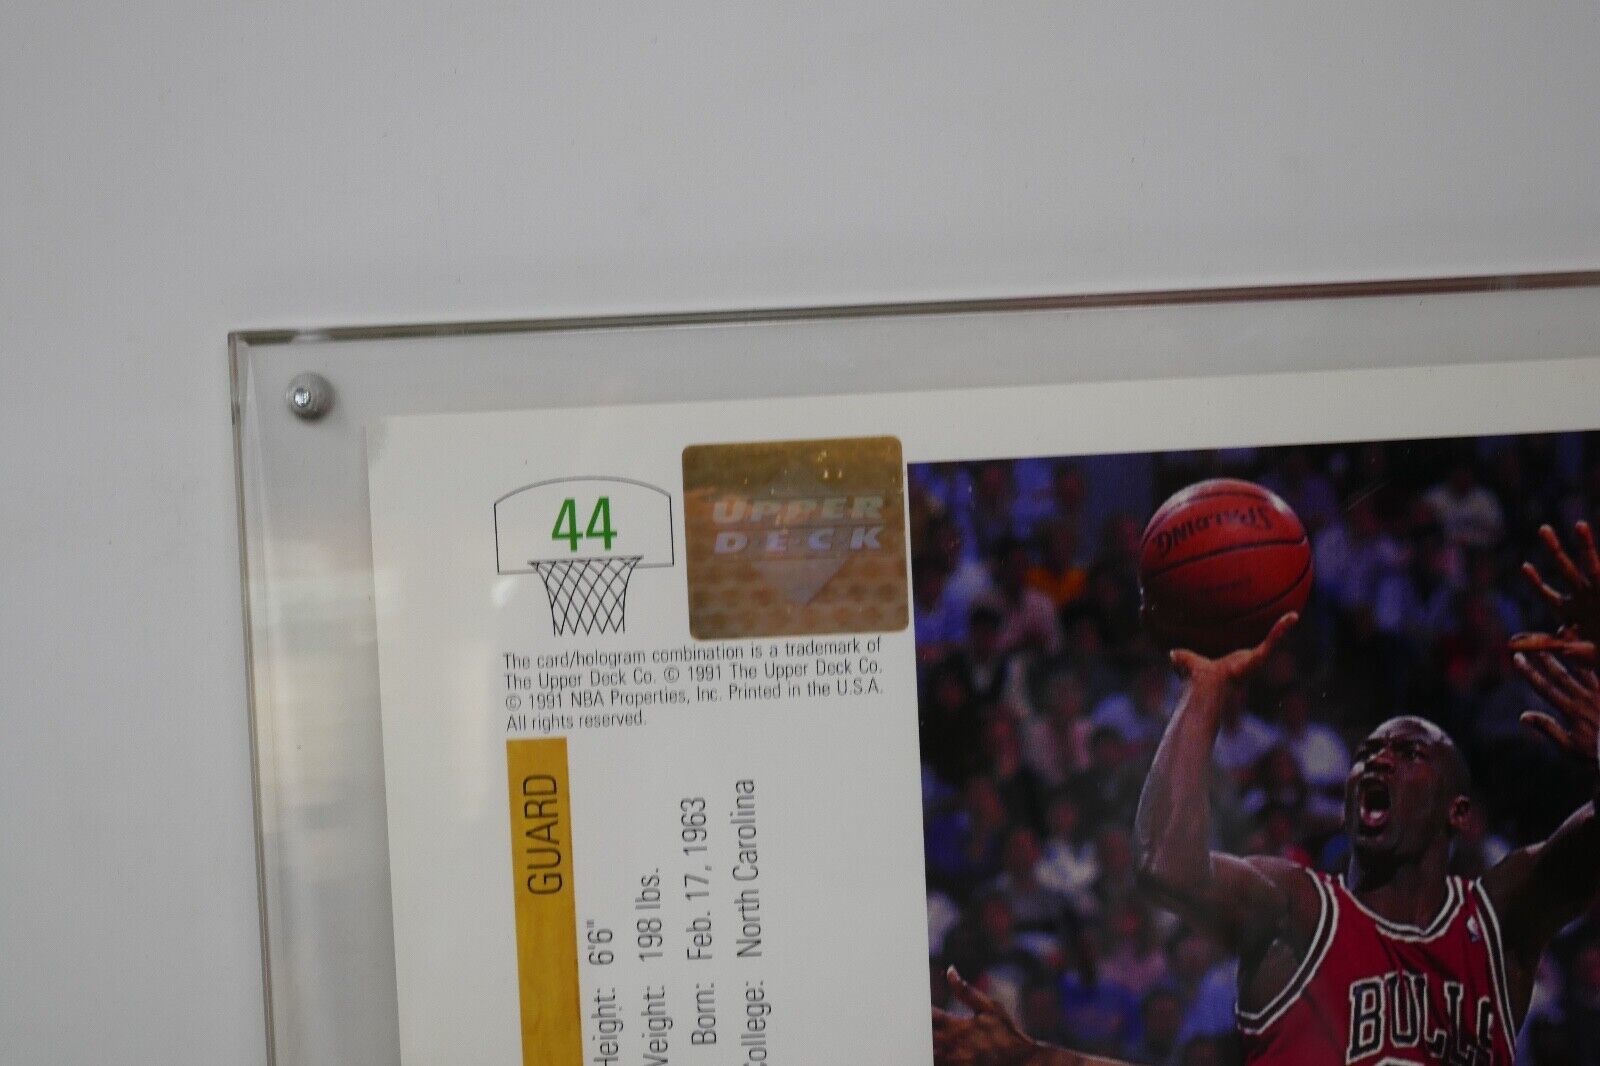 44
UPPER
DECK
SPALDING
The card/hologram combination is a trademark of
The Upper Deck Co. © 1991 The Upper Deck Co.
© 1991 NBA Properties, Inc. Printed in the U.S.A.
All rights reserved.
GUARD
Height: 6'6"
Weight: 198 lbs.
Born: Feb. 17, 1963
College: North Carolina
BULLS